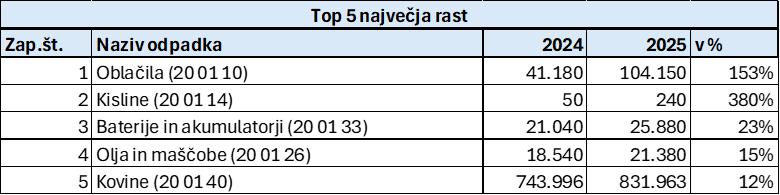 Top 5 največja rast
Zap.št. Naziv odpadka 2024 2025 v %
1 Oblačila (20 01 10) 41.180 104.150 153%
2 Kisline (20 01 14) 50 240 380%
3 Baterije in akumulatorji (20 01 33) 21.040 25.880 23%
4 Olja in maščobe (20 01 26) 18.540 21.380 15%
5 Kovine (20 01 40) 743.996 831.963 12%